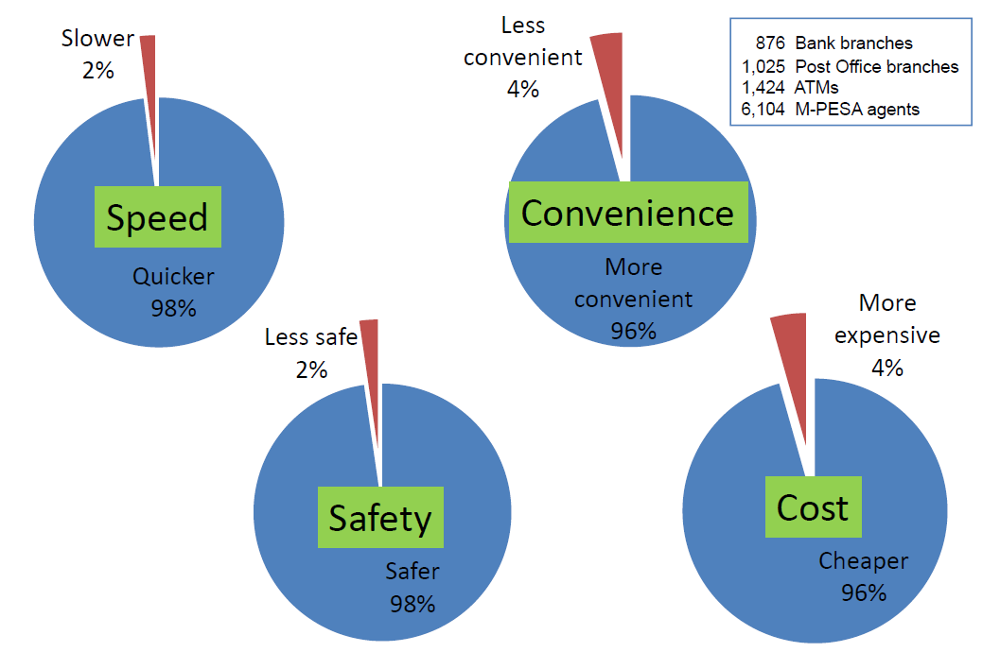 Slower
2%
Speed
Quicker
98%
Less
convenient
4%
Convenience
More
convenient
96%
876 Bank branches
1,025 Post Office branches
1,424 ATMs
6,104 M-PESA agents
Less safe
2%
Safety
Safer
98%
More
expensive
4%
Cost
Cheaper
96%